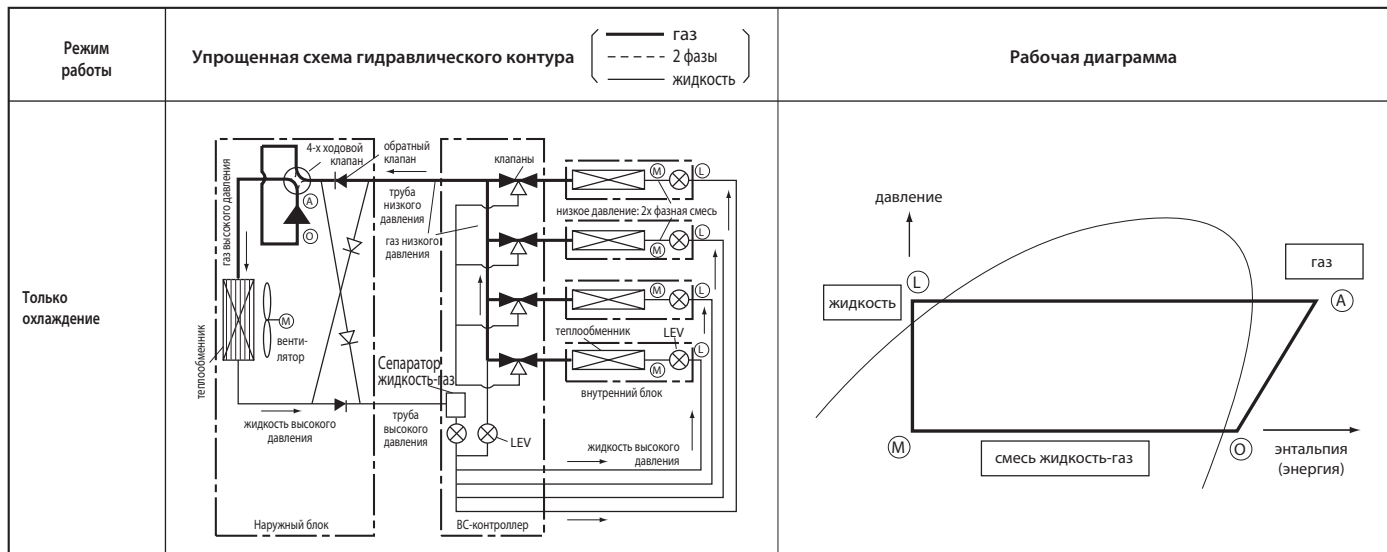 Режим
работы
Упрощенная схема гидравлического контура
газ
2 фазы
жидкость
Рабочая диаграмма
Только
охлаждение
4-х ходовой
клапан
обратный
клапан
клапаны
A
O
газ высокого давления
труба
низкого
давления
газ низкого
давления
M
L
низкое давление: 2х фазная смесь
M
L
M
L
теплообменник
LEV
M
L
внутренний блок
теплообменник
M
венти-
лятор
Сепаратор
жидкость-газ
жидкость высокого
давления
труба
высокого
давления
LEV
жидкость высокого
давления
Наружный блок
BC-контроллер
давление
L
жидкость
газ
A
M
смесь жидкость-газ
O
энтальпия
(энергия)